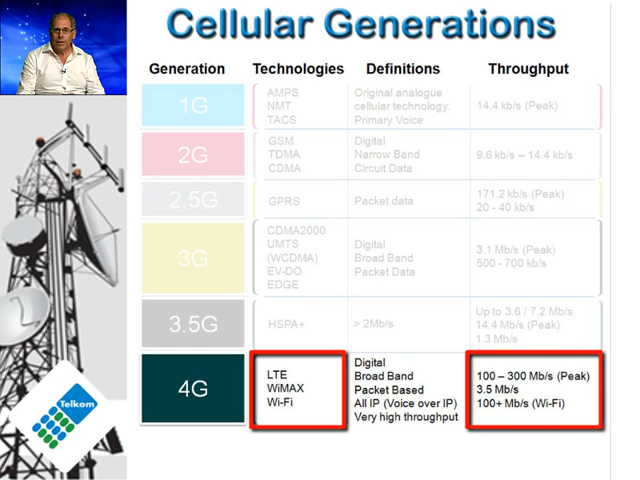 Cellular Generations
Generation Technologies Definitions Throughput
1G
AMPS
NMT
TACS
Original analogue
cellular technology.
Primary Voice
14.4 kb/s (Peak)
2G
GSM
TDMA
CDMA
Digital
Narrow Band
Circuit Data
9.6 kb/s – 14.4 kb/s
2.5G
GPRS
Packet data
171.2 kb/s (Peak)
20 - 40 kb/s
3G
CDMA2000
UMTS
(WCDMA)
EV-DO
EDGE
Digital
Broad Band
Packet Data
3.1 Mb/s (Peak)
500 - 700 kb/s
3.5G
HSPA+
> 2Mb/s
Up to 3.6 / 7.2 Mb/s
14.4 Mb/s (Peak)
1.3 Mb/s
4G
LTE
WiMAX
Wi-Fi
Digital
Broad Band
Packet Based
All IP (Voice over IP)
Very high throughput
100 – 300 Mb/s (Peak)
3.5 Mb/s
100+ Mb/s (Wi-Fi)
Telkom